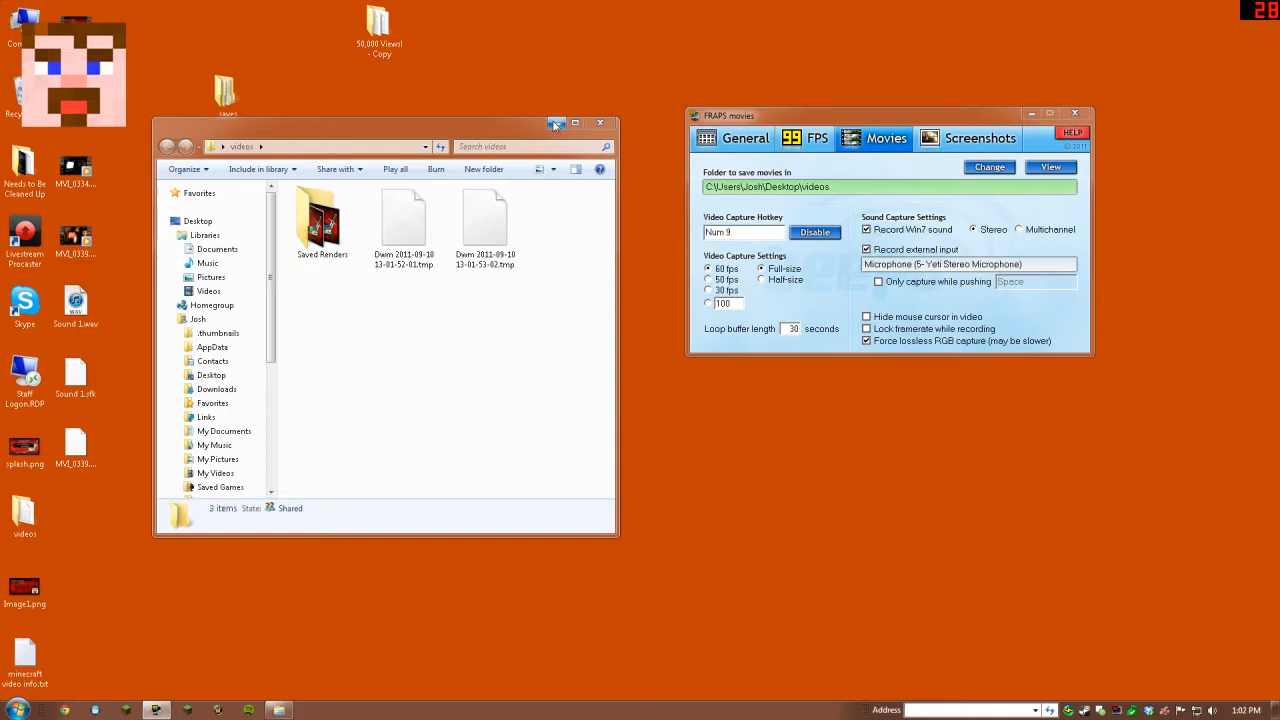 28
50,000 Views!
- Copy
Com
Recy
saves
Needs to Be
Cleaned Up
MVI_0334....
Livestream
Procaster
MVI_0339....
Skype
Sound 1.wav
Staff
Logon.RDP
Sound 1.sfk
splash.png
MVI_0339....
videos
Image1.png
minecraft
video info.txt
videos
Search videos
Organize
Include in library
Share with
Play all
Burn
New folder
Favorites
Desktop
Libraries
Documents
Music
Pictures
Videos
Homegroup
Josh
.thumbnails
AppData
Contacts
Desktop
Downloads
Favorites
Links
My Documents
My Music
My Pictures
My Videos
Saved Games
Saved Renders
Dwm 2011-09-10
13-01-52-01.tmp
Dwm 2011-09-10
13-01-53-02.tmp
3 items State: Shared
FRAPS movies
General
99 FPS
Movies
Screenshots
HELP
© 2011
Folder to save movies in
Change
View
C:\Users\Josh\Desktop\videos
Video Capture Hotkey
Num 9
Disable
Video Capture Settings
60 fps
Full-size
50 fps
Half-size
30 fps
100
Loop buffer length 30 seconds
Sound Capture Settings
Record Win7 sound
Stereo
Multichannel
Record external input
Microphone (5- Yeti Stereo Microphone)
Only capture while pushing
Space
Hide mouse cursor in video
Lock framerate while recording
Force lossless RGB capture (may be slower)
Address
1:02 PM